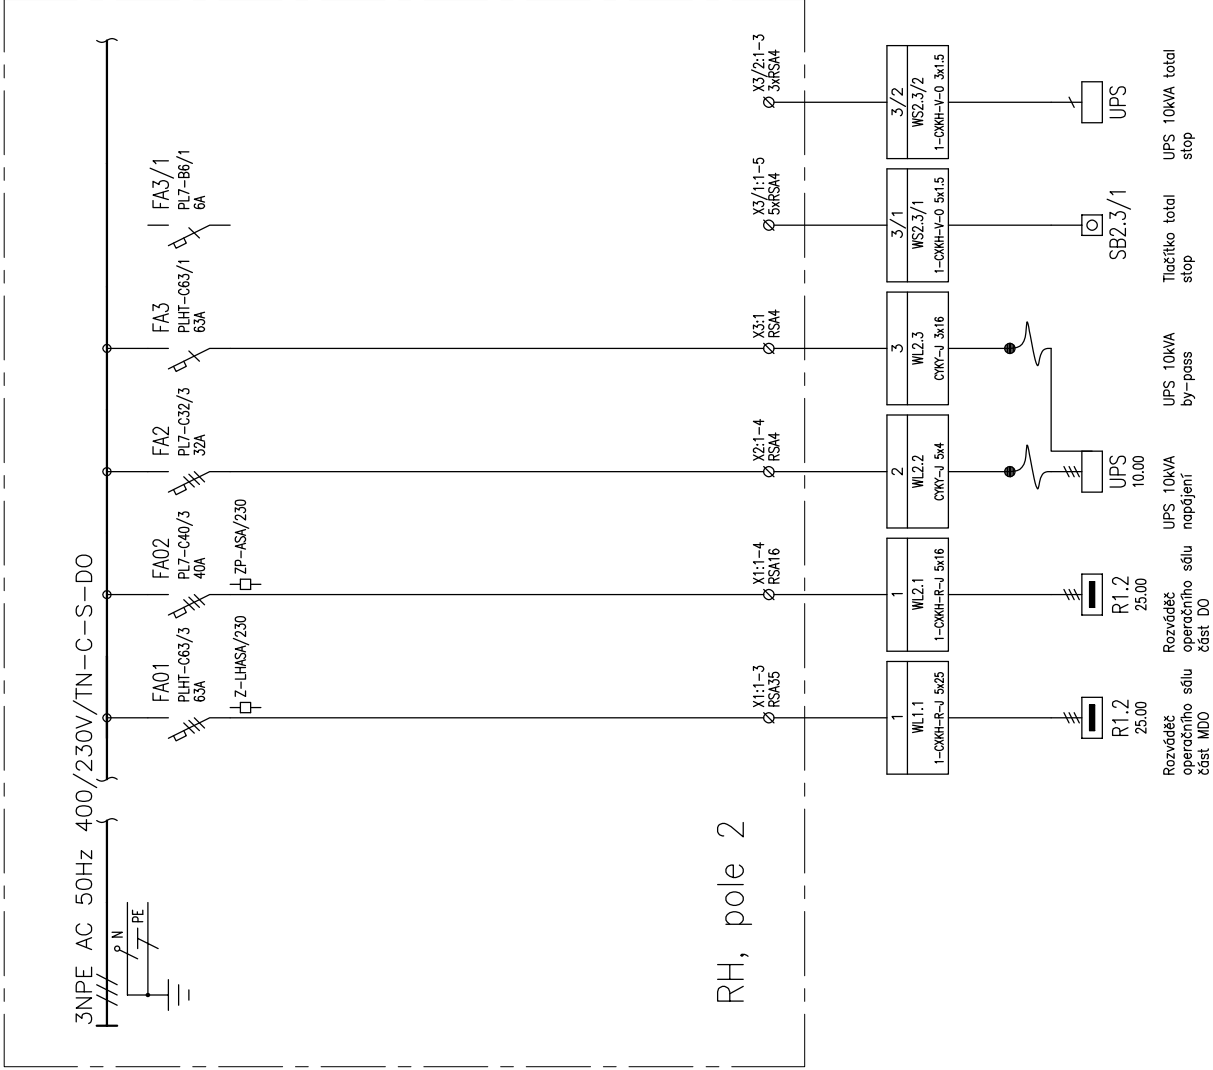 3NPE AC 50Hz 400/230V/TN-C-S-DO
N
PE
RH, pole 2
FA01
PLHT-C63/3
63A
Z-LHASA/230
X1:1-3
RSA35
1
WL1.1
1-CXKH-R-J 5x25
R1.2
25.00
Rozváděč
operačního sálu
část MDO
FA02
PL7-C40/3
40A
ZP-ASA/230
X1:1-4
RSA16
1
WL2.1
1-CXKH-R-J 5x16
R1.2
25.00
Rozváděč
operačního sálu
část DO
FA2
PL7-C32/3
32A
X2:1-4
RSA4
2
WL2.2
CYKY-J 5x4
UPS
10.00
UPS 10kVA
napájení
FA3
PLHT-C63/1
63A
X3:1
RSA4
3
WL2.3
CYKY-J 3x16
UPS 10kVA
by-pass
FA3/1
PL7-B6/1
6A
X3/1:1-5
5xRSA4
3/1
WS2.3/1
1-CXKH-V-O 5x1.5
SB2.3/1
Tlačítko total
stop
X3/2:1-3
3xRSA4
3/2
WS2.3/2
1-CXKH-V-O 3x1.5
UPS
UPS 10kVA total
stop